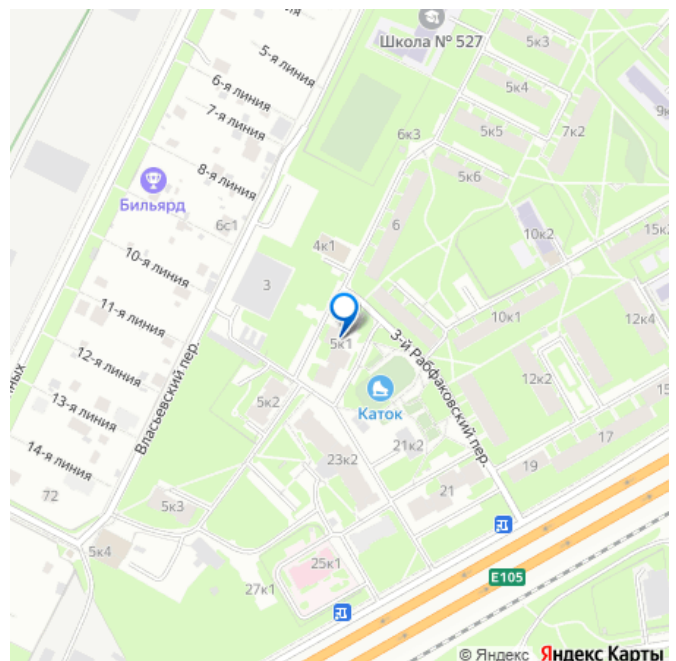 Школа № 527
5к3
5-я линия
6-я линия
5к4
7-я линия
6к3
5к5
7к2
8-я линия
5к6
Бильярд
6с1
6
10к2
4к1
10-я линия
3
11-я линия
10к1
12к4
5к1
3-й Рабфаковский пер.
12-я линия
Власьевский пер.
12к2
13-я линия
5к2
Каток
17
21к2
14-я линия
23к2
19
21
72
5к3
5к4
25к1
E105
27к1
© Яндекс Яндекс Карты